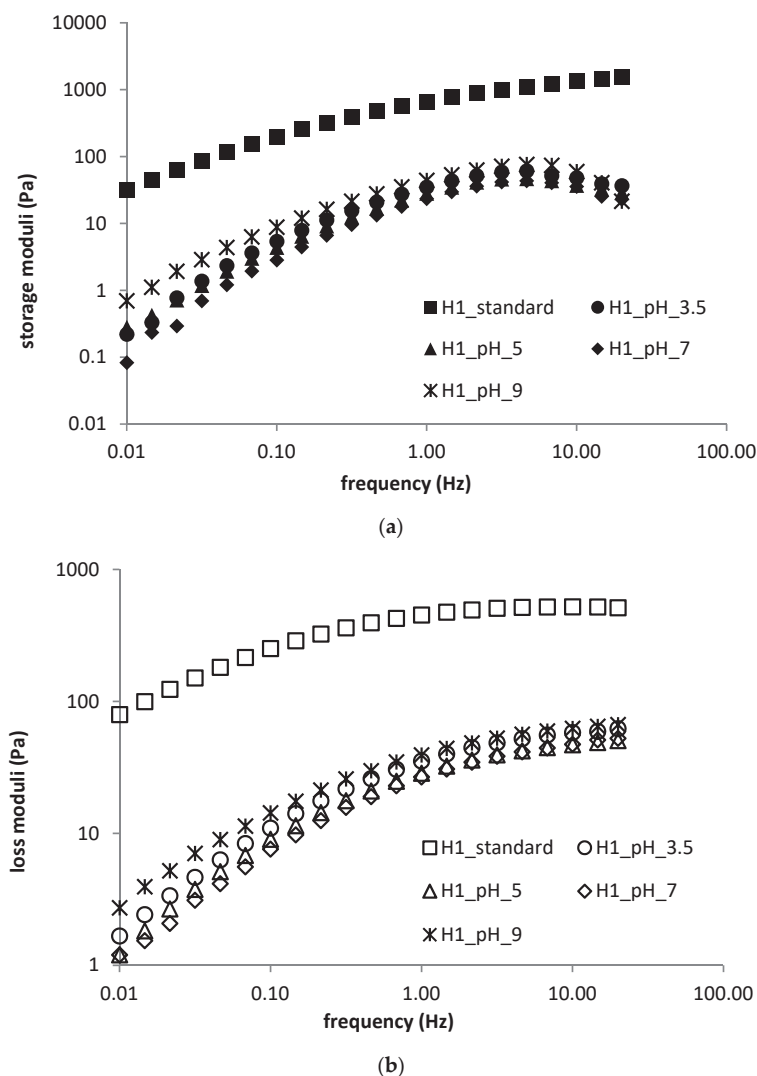 10000
1000
100
10
1
0.1
0.01
storage moduli (Pa)
H1_standard H1_pH_3.5
H1_pH_5 H1_pH_7
H1_pH_9
0.01 0.10 1.00 10.00 100.00
frequency (Hz)
(a)
1000
100
10
1
loss moduli (Pa)
H1_standard H1_pH_3.5
H1_pH_5 H1_pH_7
H1_pH_9
0.01 0.10 1.00 10.00 100.00
frequency (Hz)
(b)